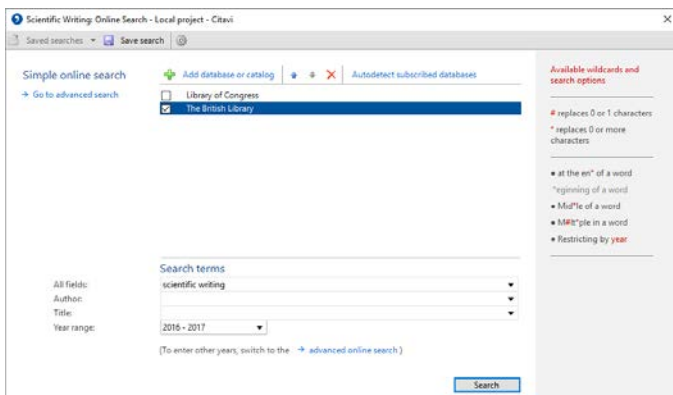 Scientific Writing: Online Search - Local project - Citavi
Saved searches Save search
Simple online search
Go to advanced search
Add database or catalog Autodetect subscribed databases
Library of Congress
The British Library
Search terms
All fields: scientific writing
Author:
Title:
Year range: 2016 - 2017
(To enter other years, switch to the → advanced online search )
Search
Available wildcards and
search options
# replaces 0 or 1 characters
* replaces 0 or more
characters
• at the en* of a word
*eginning of a word
• Mid*le of a word
• M#lt*ple in a word
• Restricting by year